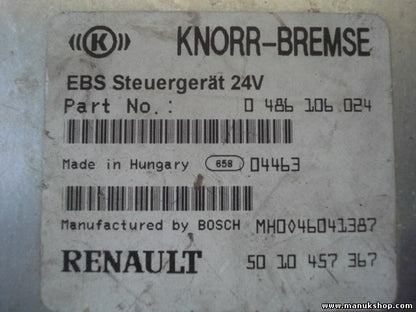 ((K)) KNORR-BREMSE
EBS Steuergerät 24V
Part No.: 0 486 106 024
Made in Hungary 658 04463
Manufactured by BOSCH MH0046041387
RENAULT 50 10 457 367
www.manukshop.com